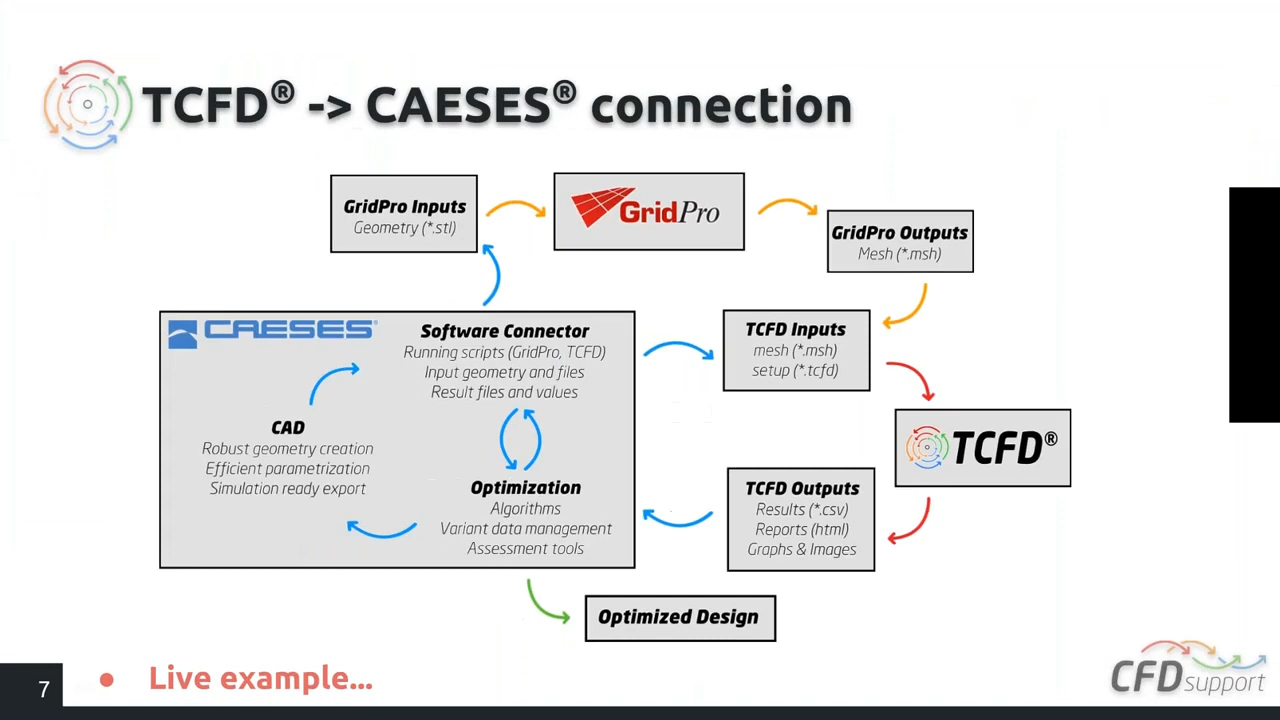 TCFD® -> CAESES® connection
GridPro Inputs
Geometry (*.stl)
GridPro
GridPro Outputs
Mesh (*.msh)
CAESES®
Software Connector
Running scripts (GridPro, TCFD)
Input geometry and files
Result files and values
CAD
Robust geometry creation
Efficient parametrization
Simulation ready export
Optimization
Algorithms
Variant data management
Assessment tools
TCFD Inputs
mesh (*.msh)
setup (*.tcfd)
TCFD®
TCFD Outputs
Results (*.csv)
Reports (html)
Graphs & Images
Optimized Design
7
● Live example...
CFD support